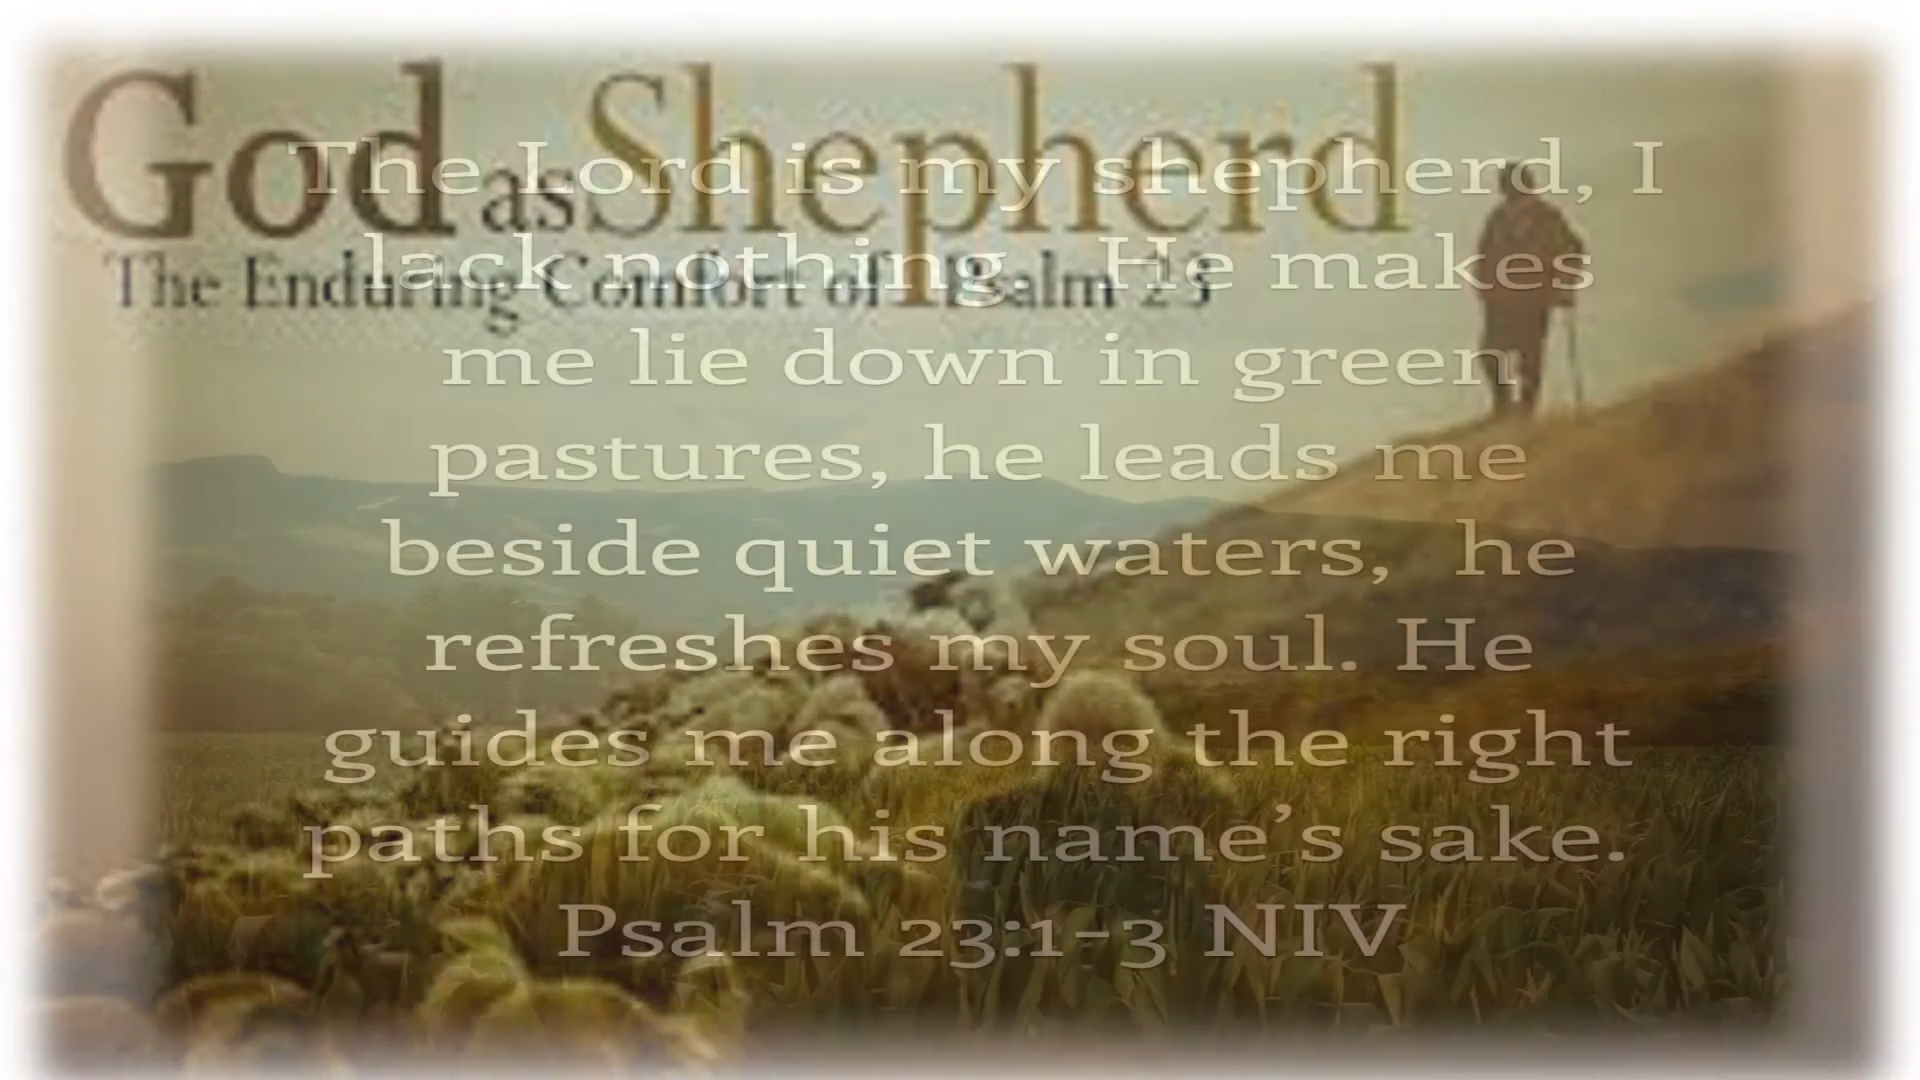 God as Shepherd
The Enduring Comfort of Psalm 23
The Lord is my shepherd, I
lack nothing. He makes
me lie down in green
pastures, he leads me
beside quiet waters, he
refreshes my soul. He
guides me along the right
paths for his name’s sake.
Psalm 23:1-3 NIV